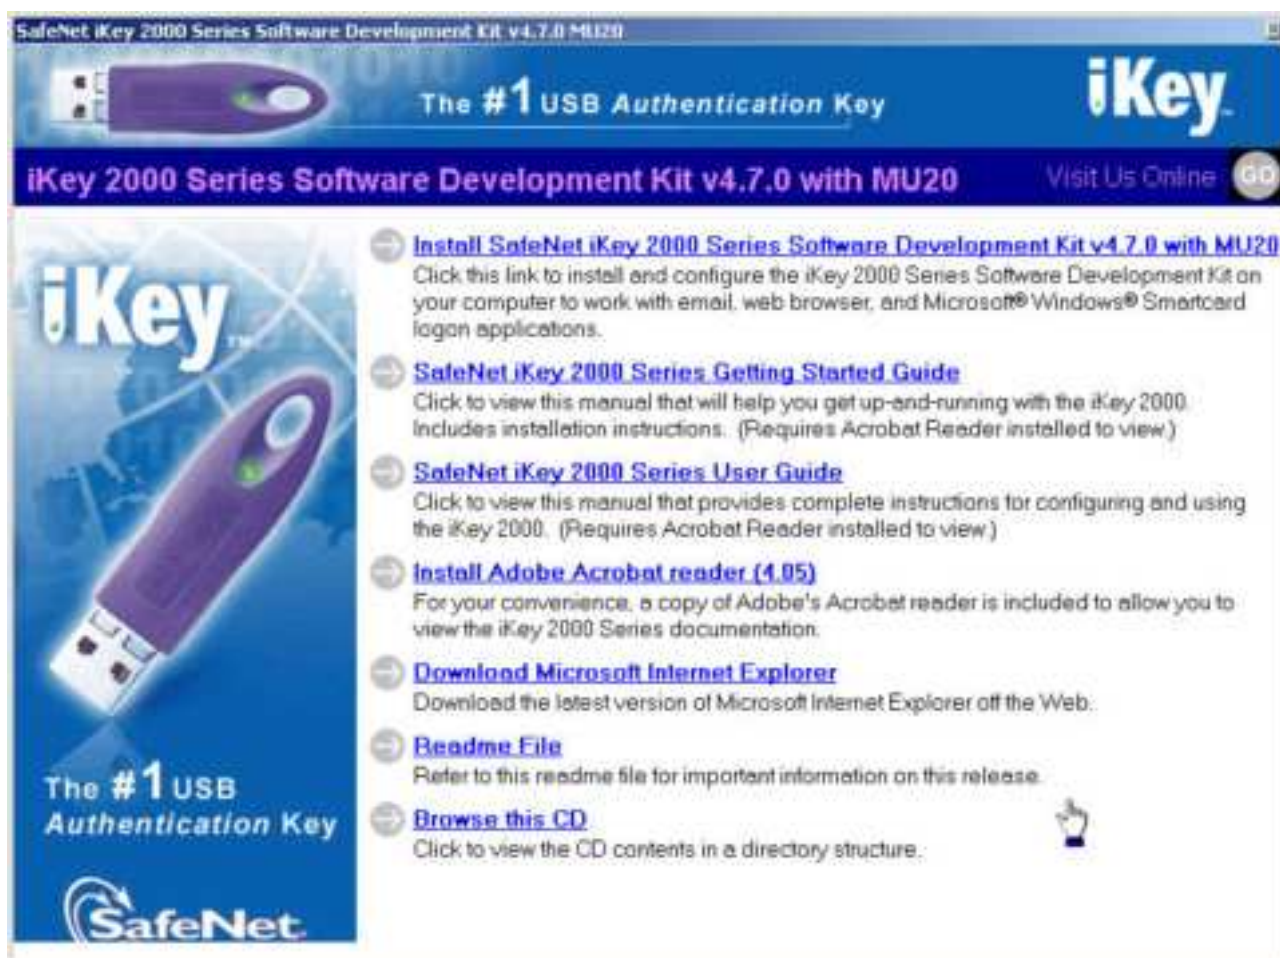 SafeNet iKey 2000 Series Software Development Kit v4.7.0 MU20
The #1 USB Authentication Key
iKey™
iKey 2000 Series Software Development Kit v4.7.0 with MU20
Visit Us Online GO
iKey™
The #1 USB
Authentication Key
SafeNet
Install SafeNet iKey 2000 Series Software Development Kit v4.7.0 with MU20
Click this link to install and configure the iKey 2000 Series Software Development Kit on
your computer to work with email, web browser, and Microsoft® Windows® Smartcard
logon applications.
SafeNet iKey 2000 Series Getting Started Guide
Click to view this manual that will help you get up-and-running with the iKey 2000.
Includes installation instructions. (Requires Acrobat Reader installed to view.)
SafeNet iKey 2000 Series User Guide
Click to view this manual that provides complete instructions for configuring and using
the iKey 2000. (Requires Acrobat Reader installed to view.)
Install Adobe Acrobat reader (4.05)
For your convenience, a copy of Adobe's Acrobat reader is included to allow you to
view the iKey 2000 Series documentation.
Download Microsoft Internet Explorer
Download the latest version of Microsoft Internet Explorer off the Web.
Readme File
Refer to this readme file for important information on this release.
Browse this CD
Click to view the CD contents in a directory structure.